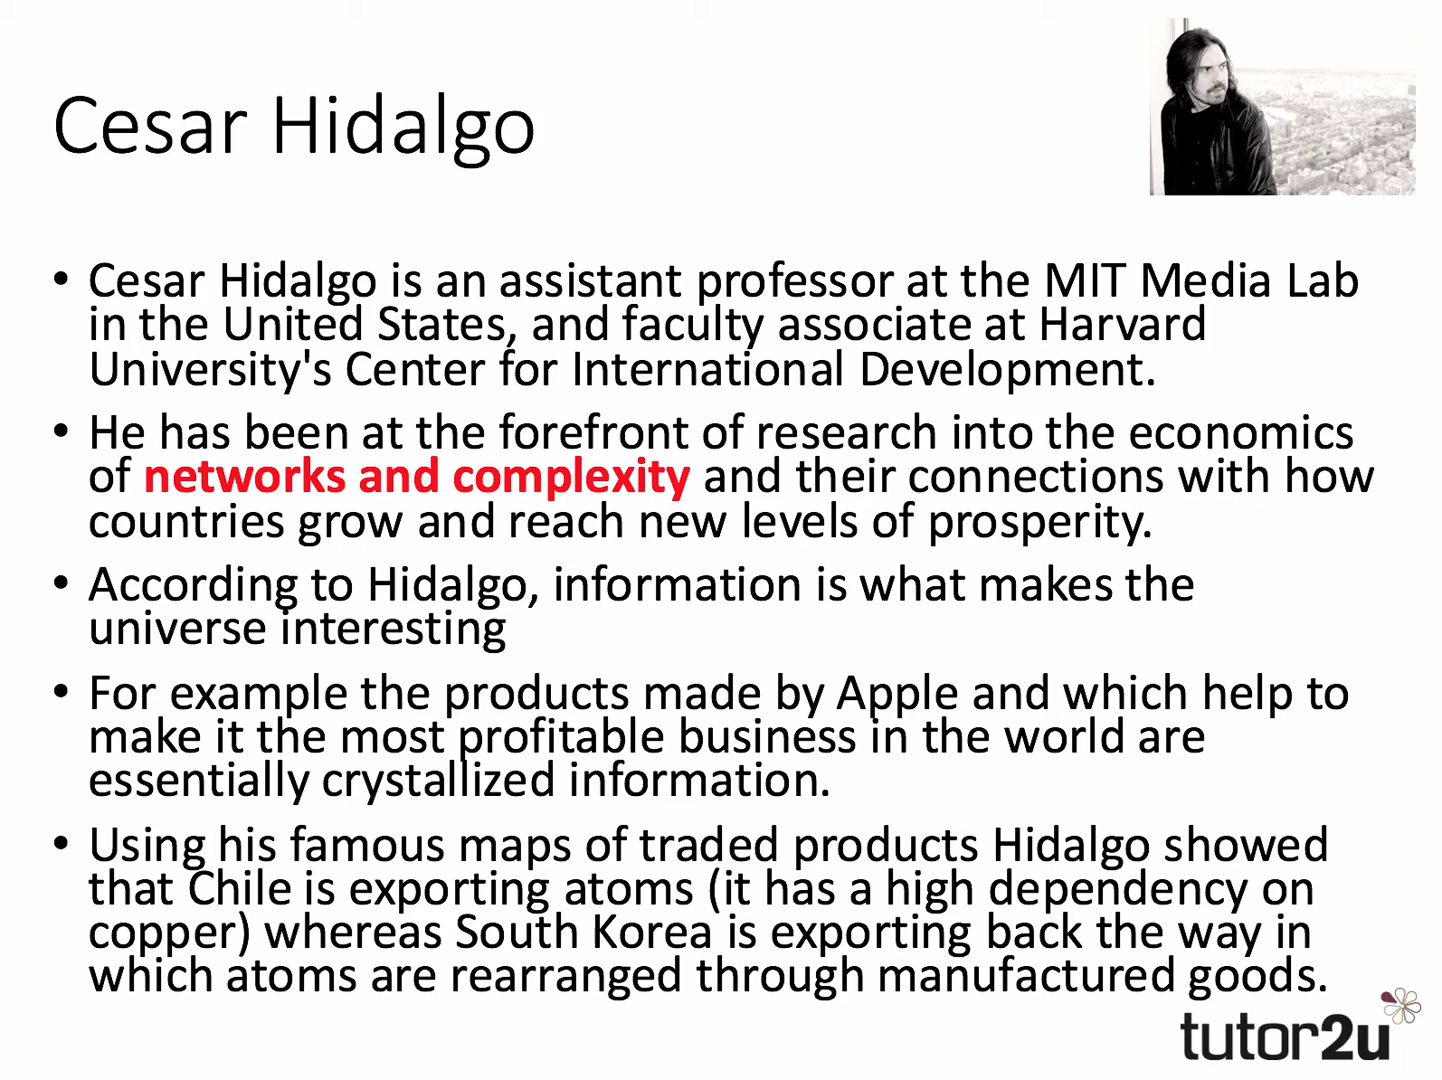 Cesar Hidalgo
• Cesar Hidalgo is an assistant professor at the MIT Media Lab
in the United States, and faculty associate at Harvard
University's Center for International Development.
• He has been at the forefront of research into the economics
of networks and complexity and their connections with how
countries grow and reach new levels of prosperity.
• According to Hidalgo, information is what makes the
universe interesting
• For example the products made by Apple and which help to
make it the most profitable business in the world are
essentially crystallized information.
• Using his famous maps of traded products Hidalgo showed
that Chile is exporting atoms (it has a high dependency on
copper) whereas South Korea is exporting back the way in
which atoms are rearranged through manufactured goods.
tutor2u